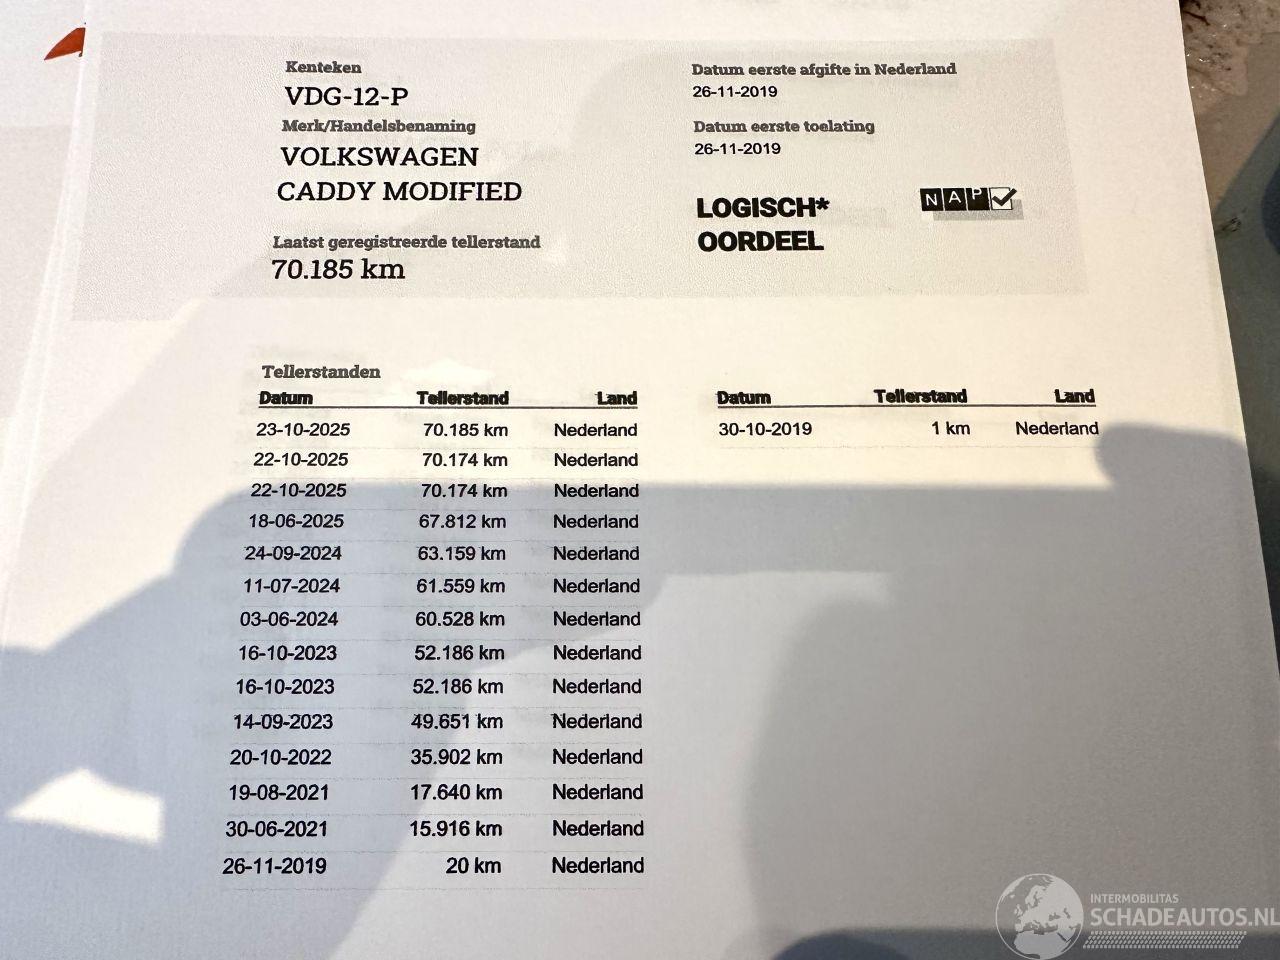 Kenteken
VDG-12-P
Merk/Handelsbenaming
VOLKSWAGEN
CADDY MODIFIED
Laatst geregistreerde tellerstand
70.185 km
Datum eerste afgifte in Nederland
26-11-2019
Datum eerste toelating
26-11-2019
LOGISCH*
OORDEEL
NAP
Tellerstanden
Datum Tellerstand Land
23-10-2025 70.185 km Nederland
22-10-2025 70.174 km Nederland
22-10-2025 70.174 km Nederland
18-06-2025 67.812 km Nederland
24-09-2024 63.159 km Nederland
11-07-2024 61.559 km Nederland
03-06-2024 60.528 km Nederland
16-10-2023 52.186 km Nederland
16-10-2023 52.186 km Nederland
14-09-2023 49.651 km Nederland
20-10-2022 35.902 km Nederland
19-08-2021 17.640 km Nederland
30-06-2021 15.916 km Nederland
26-11-2019 20 km Nederland
Datum Tellerstand Land
30-10-2019 1 km Nederland
INTERMOBILITAS
SCHADEAUTOS.NL